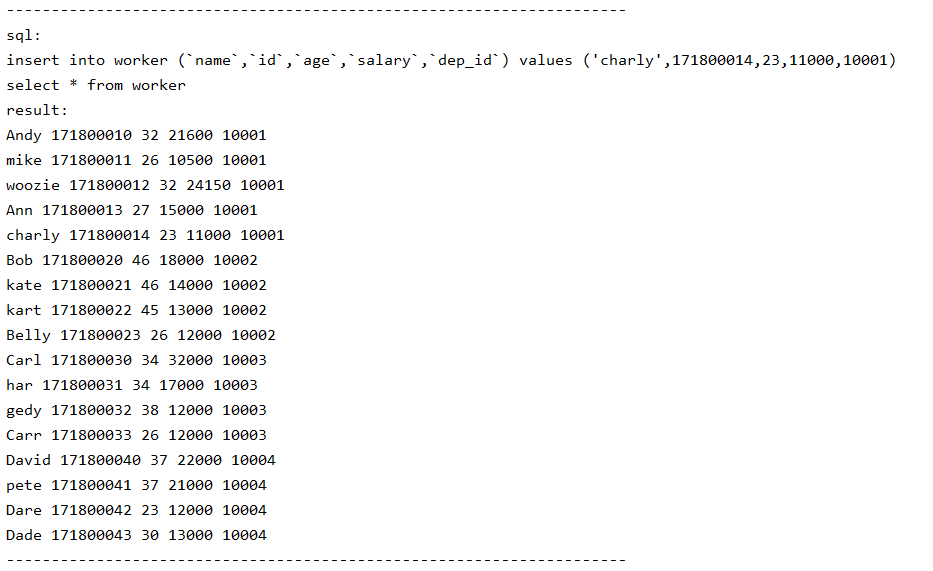 ---------------------------------------------------------------------
sql:
insert into worker (`name`,`id`,`age`,`salary`,`dep_id`) values ('charly',171800014,23,11000,10001)
select * from worker
result:
Andy 171800010 32 21600 10001
mike 171800011 26 10500 10001
woozie 171800012 32 24150 10001
Ann 171800013 27 15000 10001
charly 171800014 23 11000 10001
Bob 171800020 46 18000 10002
kate 171800021 46 14000 10002
kart 171800022 45 13000 10002
Belly 171800023 26 12000 10002
Carl 171800030 34 32000 10003
har 171800031 34 17000 10003
gedy 171800032 38 12000 10003
Carr 171800033 26 12000 10003
David 171800040 37 22000 10004
pete 171800041 37 21000 10004
Dare 171800042 23 12000 10004
Dade 171800043 30 13000 10004
---------------------------------------------------------------------